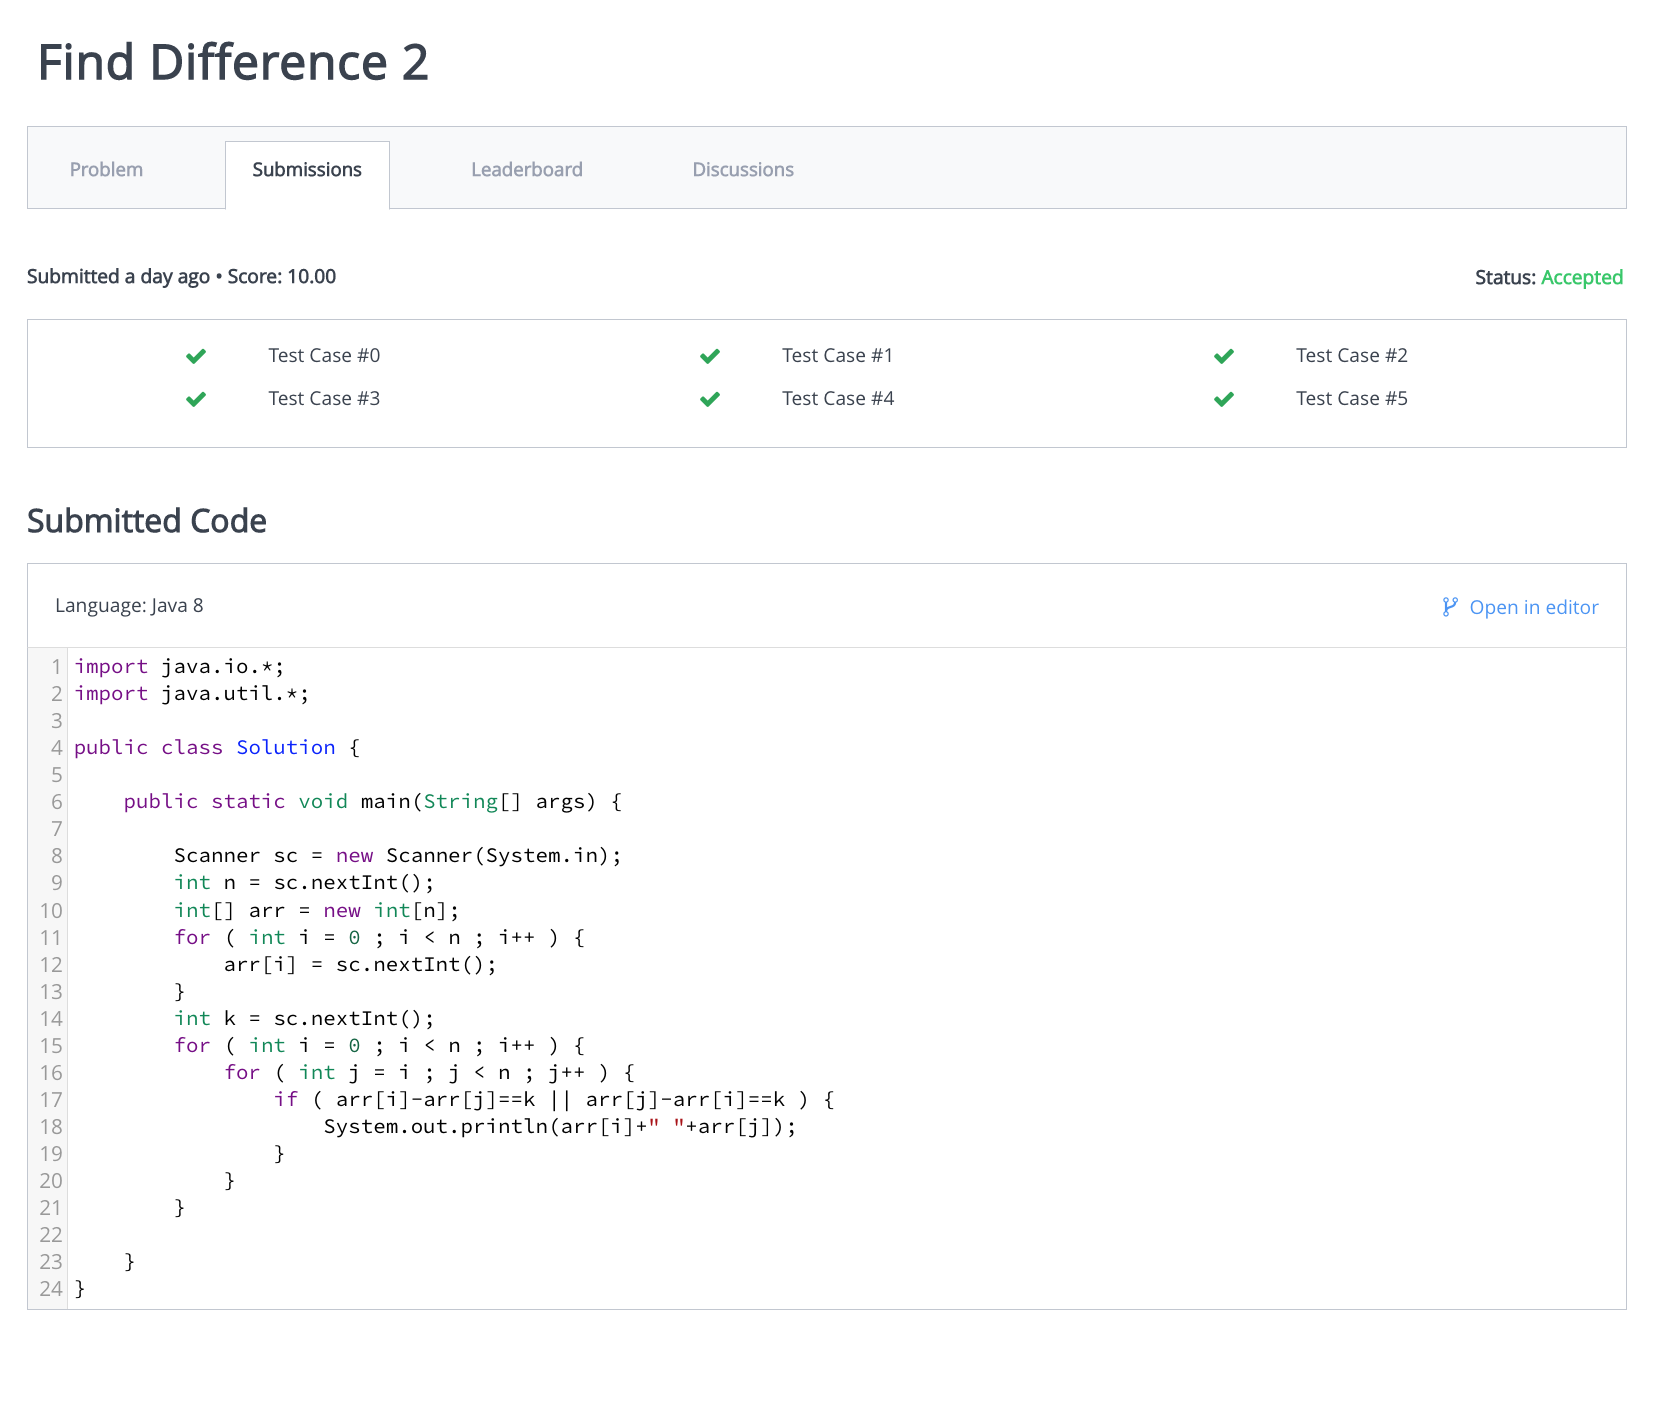 Find Difference 2
Problem Submissions Leaderboard Discussions
Submitted a day ago • Score: 10.00 Status: Accepted
Test Case #0 Test Case #1 Test Case #2
Test Case #3 Test Case #4 Test Case #5
Submitted Code
Language: Java 8 Open in editor
1 import java.io.*;
2 import java.util.*;
3
4 public class Solution {
5
6     public static void main(String[] args) {
7
8         Scanner sc = new Scanner(System.in);
9         int n = sc.nextInt();
10         int[] arr = new int[n];
11         for ( int i = 0 ; i < n ; i++ ) {
12             arr[i] = sc.nextInt();
13         }
14         int k = sc.nextInt();
15         for ( int i = 0 ; i < n ; i++ ) {
16             for ( int j = i ; j < n ; j++ ) {
17                 if ( arr[i]-arr[j]==k || arr[j]-arr[i]==k ) {
18                     System.out.println(arr[i]+" "+arr[j]);
19                 }
20             }
21         }
22
23     }
24 }